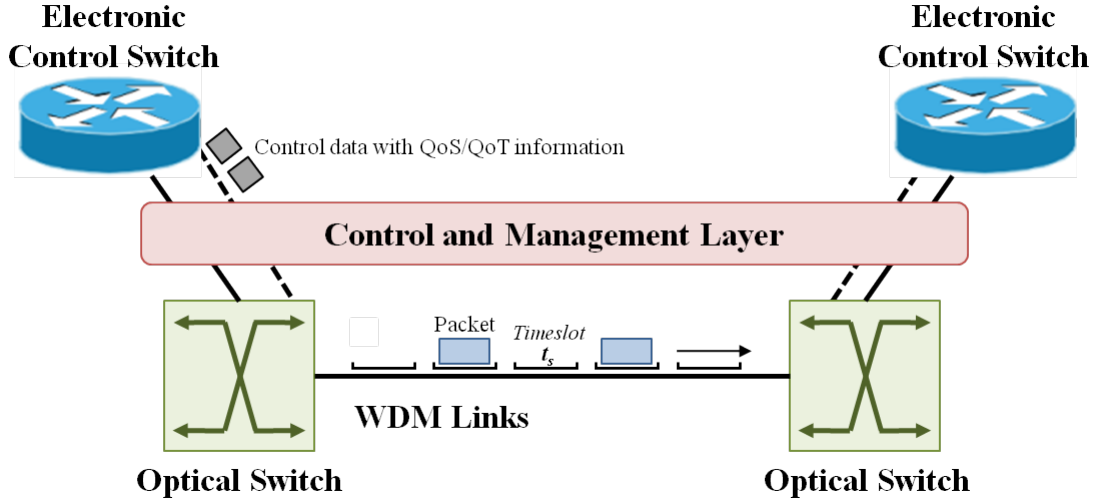 Electronic
Control Switch
Electronic
Control Switch
Control data with QoS/QoT information
Control and Management Layer
Packet
Timeslot
tₛ
WDM Links
Optical Switch
Optical Switch